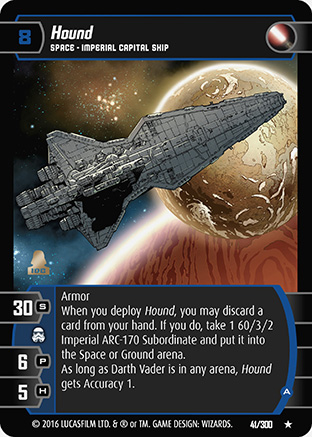 8
Hound
SPACE • IMPERIAL CAPITAL SHIP
100
30 S
6 P
5 H
Armor
When you deploy Hound, you may discard a
card from your hand. If you do, take 1 60/3/2
Imperial ARC-170 Subordinate and put it into
the Space or Ground arena.
As long as Darth Vader is in any arena, Hound
gets Accuracy 1.
A
© 2016 LUCASFILM LTD. & ® OR TM. GAME DESIGN: WIZARDS.
41/300